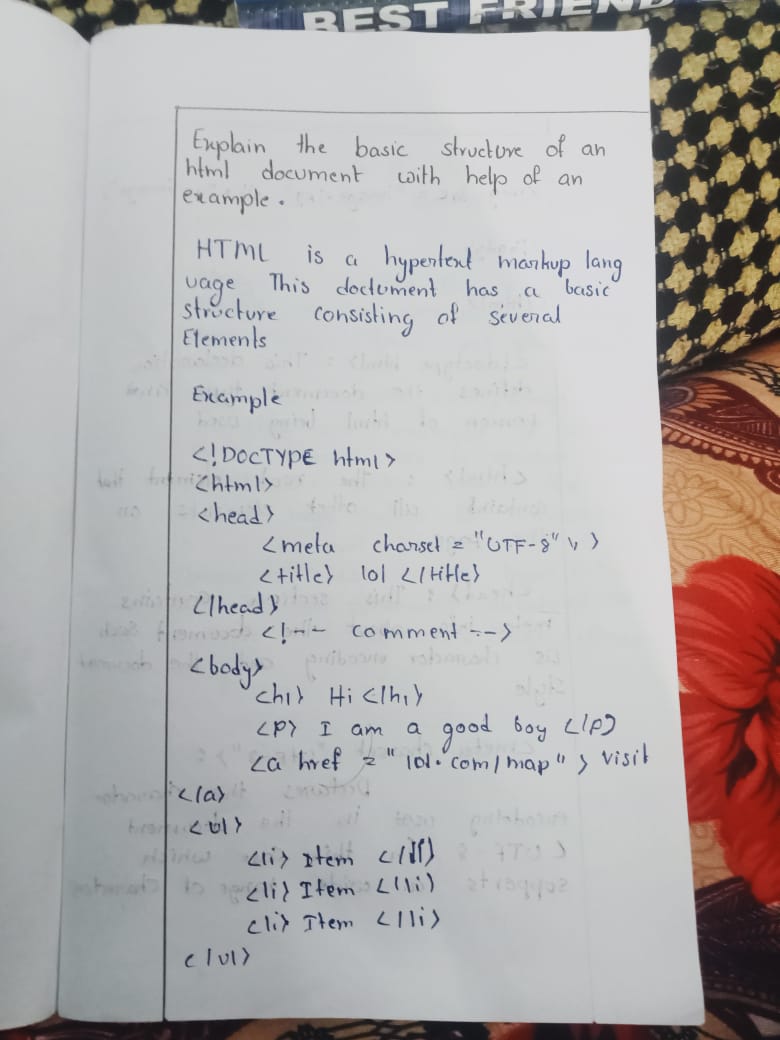 BEST FRIEND
Explain the basic structure of an
html document with help of an
example.
HTML is a hypertext markup lang
uage This doctument has a basic
structure consisting of several
Elements
Example
<!DOCTYPE html>
<html>
<head>
<meta charset = "UTF-8" \>
<title> lol </title>
</head>
<!-- comment -->
<body>
<h1> Hi </h1>
<p> I am a good boy </p>
<a href = "lol.com/map" > visit
</a>
<ul>
<li> Item </li>
<li> Item </li>
<li> Item </li>
</ul>